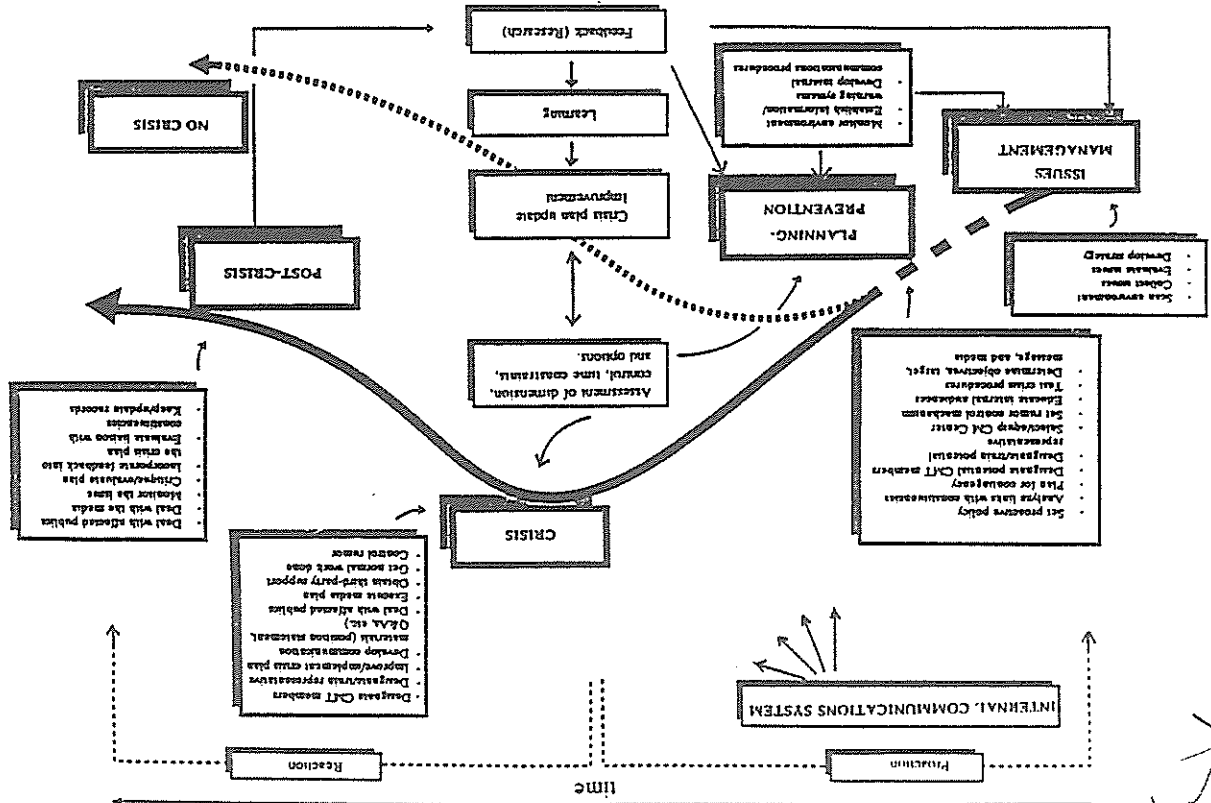 time
Proaction
Reaction
INTERNAL COMMUNICATIONS SYSTEM
• Designate CMT members
• Designate/train representative
• Improve/implement crisis plan
• Develop communication
materials (position statement,
Q&As, etc.)
• Deal with affected publics
• Execute media plan
• Obtain third-party support
• Get normal work done
• Control rumor
CRISIS
• Set proactive policy
• Analyze links with constituencies
• Plan for contingency
• Designate potential CMT members
• Designate/train potential
representative
• Select/equip CM Center
• Set rumor control mechanism
• Educate internal audiences
• Test crisis procedures
• Determine objectives, target,
message, and media
• Deal with affected publics
• Deal with the media
• Monitor the issue
• Critique/evaluate plan
• Incorporate feedback into
the crisis plan
• Evaluate liaison with
constituencies
• Keep/update records
Assessment of dimension,
control, time constraints,
and options.
• Scan environment
• Collect issues
• Evaluate issues
• Develop strategy
POST-CRISIS
PLANNING-
PREVENTION
Crisis plan update
Improvement
ISSUES
MANAGEMENT
NO CRISIS
• Monitor environment
• Establish information/
warning systems
• Develop internal
communications procedures
Learning
Feedback (Research)